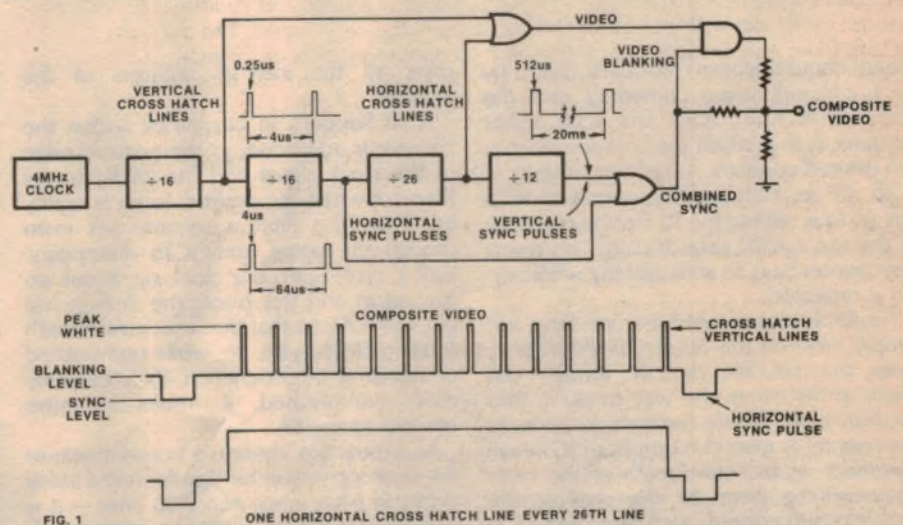 VIDEO
VIDEO
BLANKING
COMPOSITE
VIDEO
0.25us
4us
VERTICAL
CROSS HATCH
LINES
HORIZONTAL
CROSS HATCH
LINES
512us
20ms
4MHz
CLOCK
÷16
÷16
÷26
÷12
COMBINED
SYNC
4us
64us
HORIZONTAL
SYNC PULSES
VERTICAL
SYNC PULSES
PEAK
WHITE
BLANKING
LEVEL
SYNC
LEVEL
COMPOSITE VIDEO
CROSS HATCH
VERTICAL LINES
HORIZONTAL
SYNC PULSE
FIG. 1
ONE HORIZONTAL CROSS HATCH LINE EVERY 26TH LINE